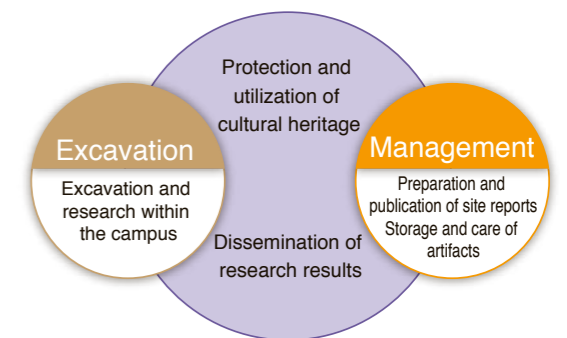 Protection and
utilization of
cultural heritage
Excavation
Excavation and
research within
the campus
Management
Preparation and
publication of site reports
Storage and care of
artifacts
Dissemination of
research results